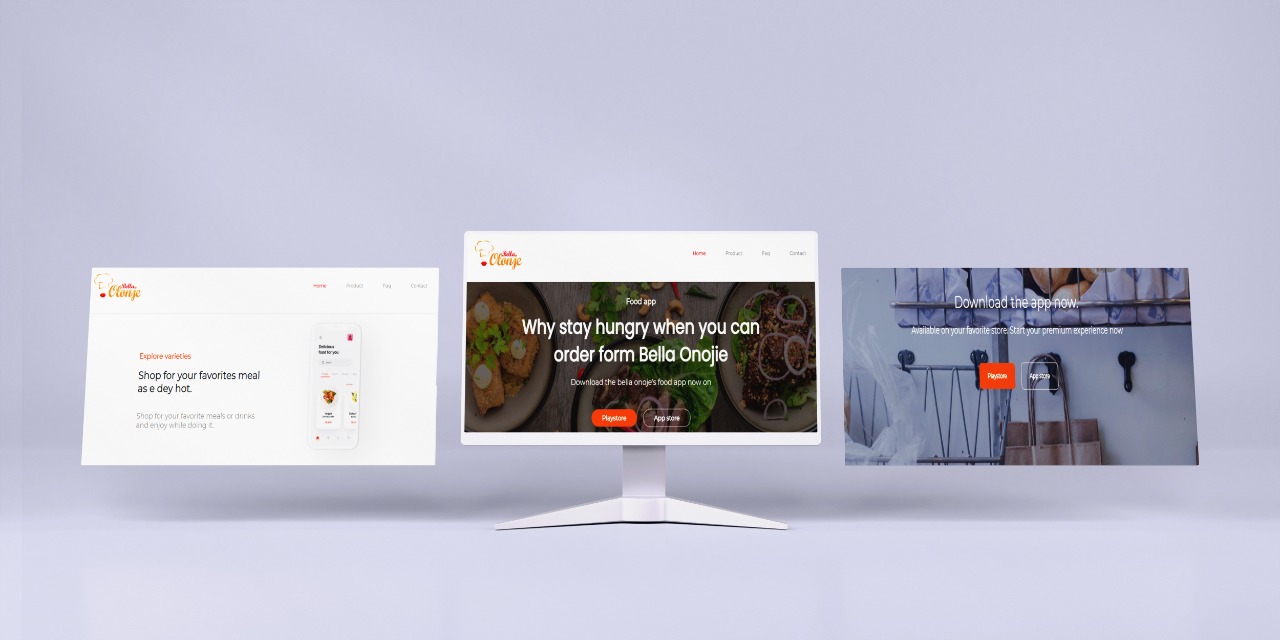 Bella
Olonje
Home
Product
Faq
Contact
Explore varieties
Shop for your favorites meal
as e dey hot.
Shop for your favorite meals or drinks
and enjoy while doing it.
Delicious
food for you
Bella
Olonje
Home
Product
Faq
Contact
Food app
Why stay hungry when you can
order form Bella Onojie
Download the bella onoje's food app now on
Playstore
App store
Download the app now.
Available on your favorite store. Start your premium experience now
Playstore
App store